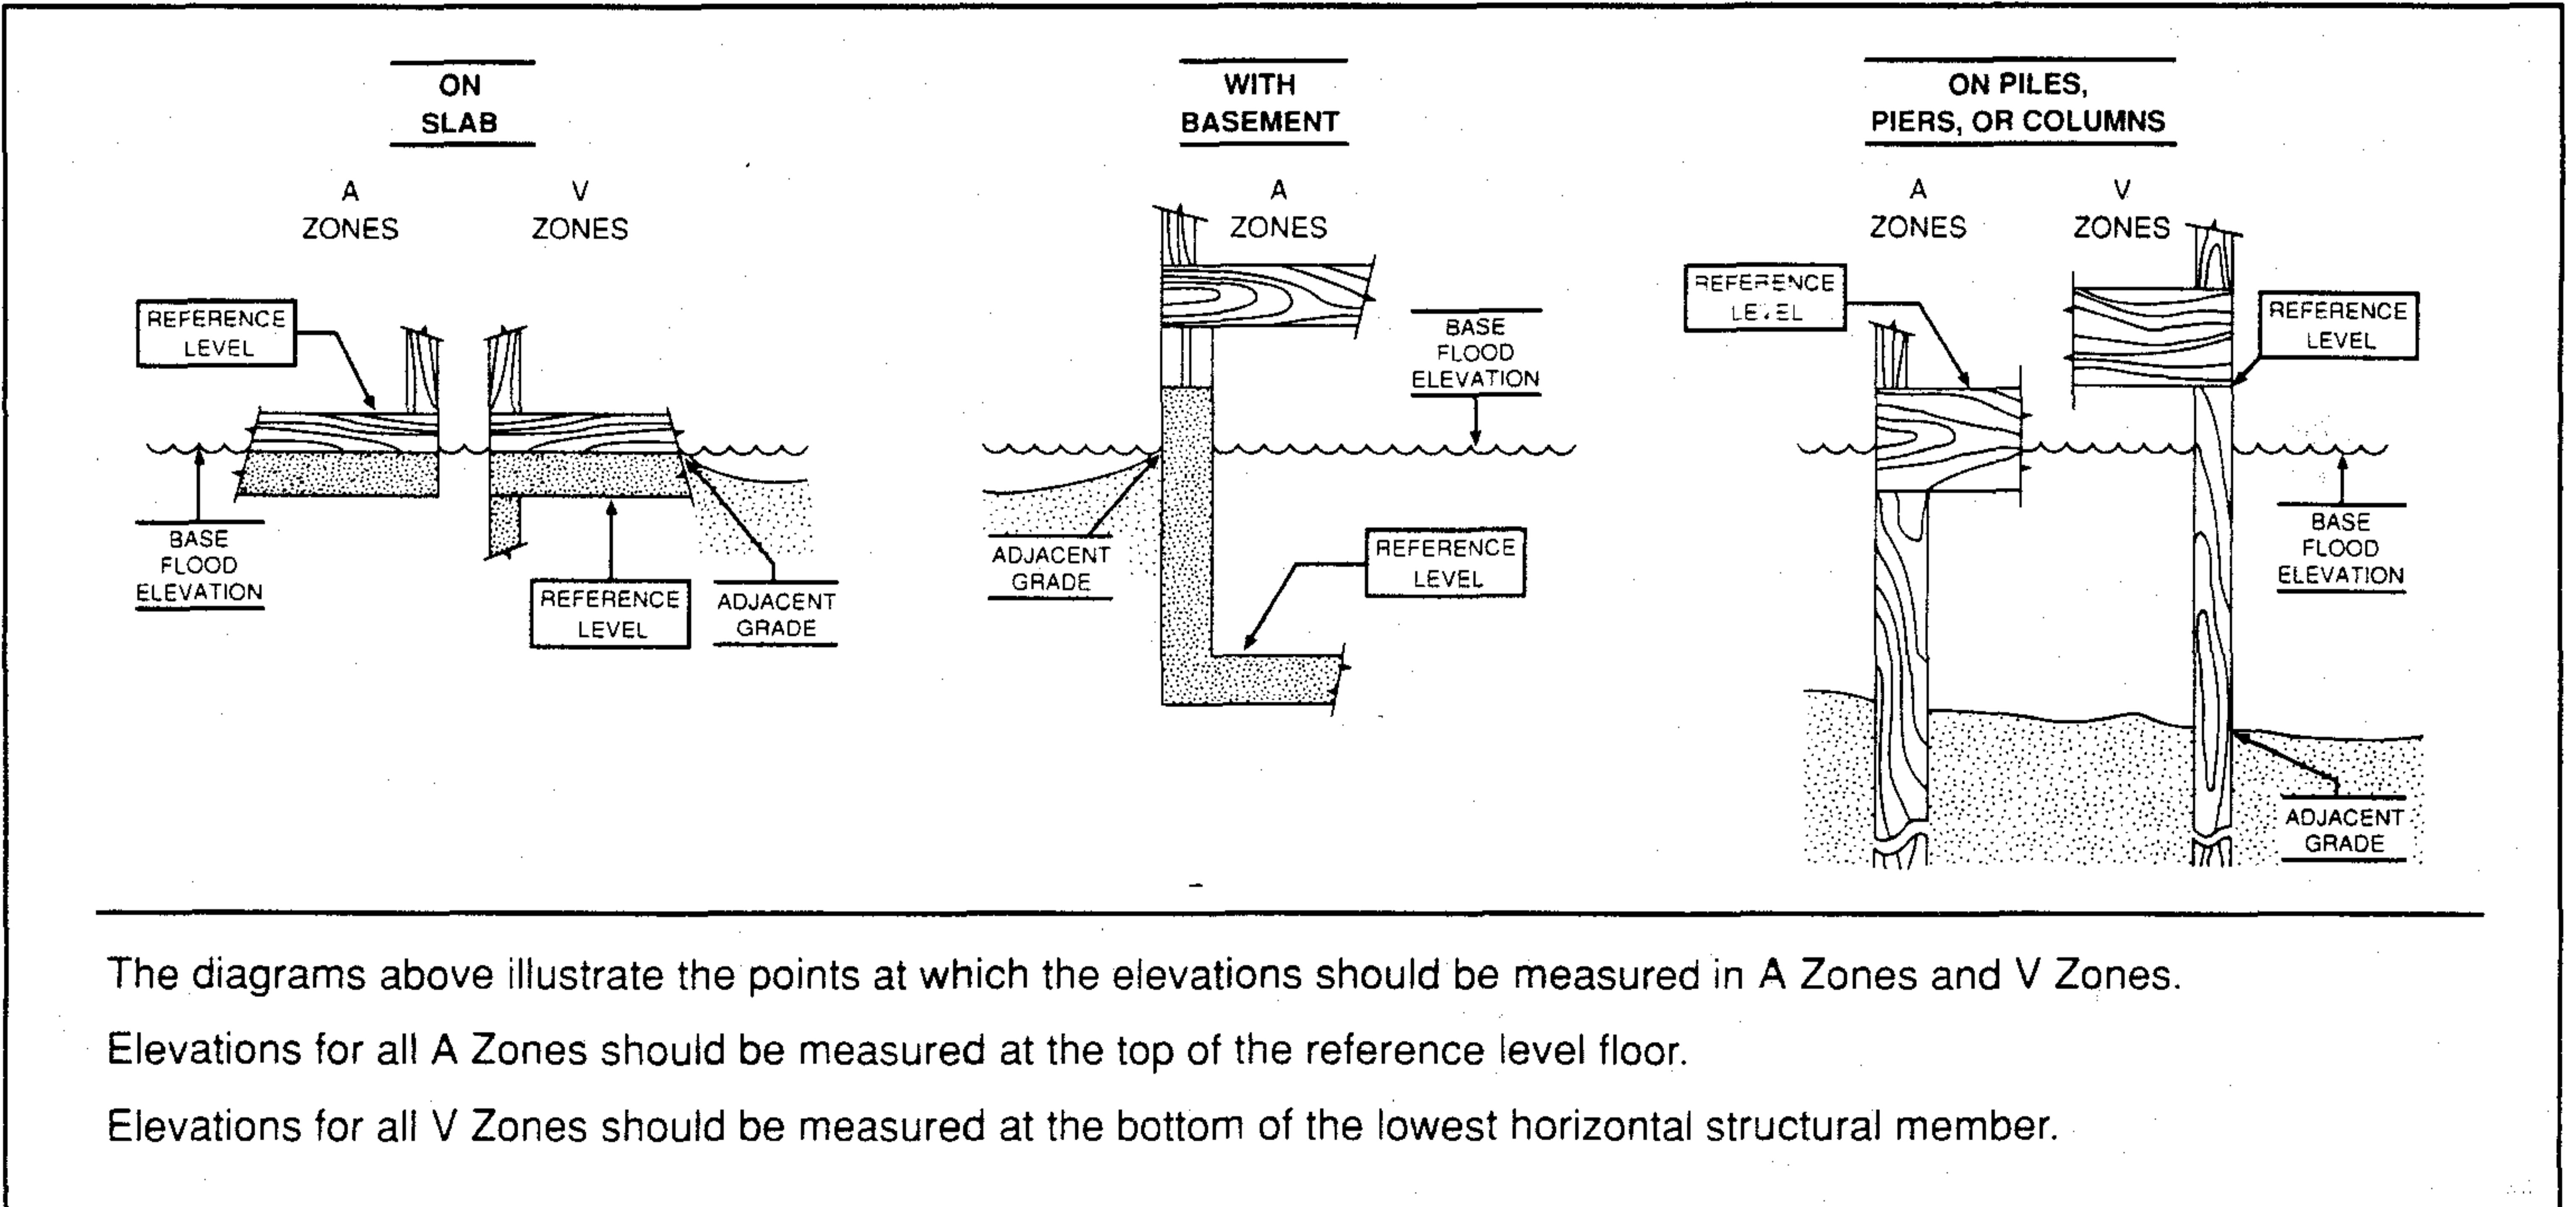 ON
SLAB
A
ZONES
V
ZONES
REFERENCE
LEVEL
BASE
FLOOD
ELEVATION
REFERENCE
LEVEL
ADJACENT
GRADE
WITH
BASEMENT
A
ZONES
BASE
FLOOD
ELEVATION
ADJACENT
GRADE
REFERENCE
LEVEL
ON PILES,
PIERS, OR COLUMNS
A
ZONES
V
ZONES
REFERENCE
LEVEL
REFERENCE
LEVEL
BASE
FLOOD
ELEVATION
ADJACENT
GRADE
The diagrams above illustrate the points at which the elevations should be measured in A Zones and V Zones.
Elevations for all A Zones should be measured at the top of the reference level floor.
Elevations for all V Zones should be measured at the bottom of the lowest horizontal structural member.